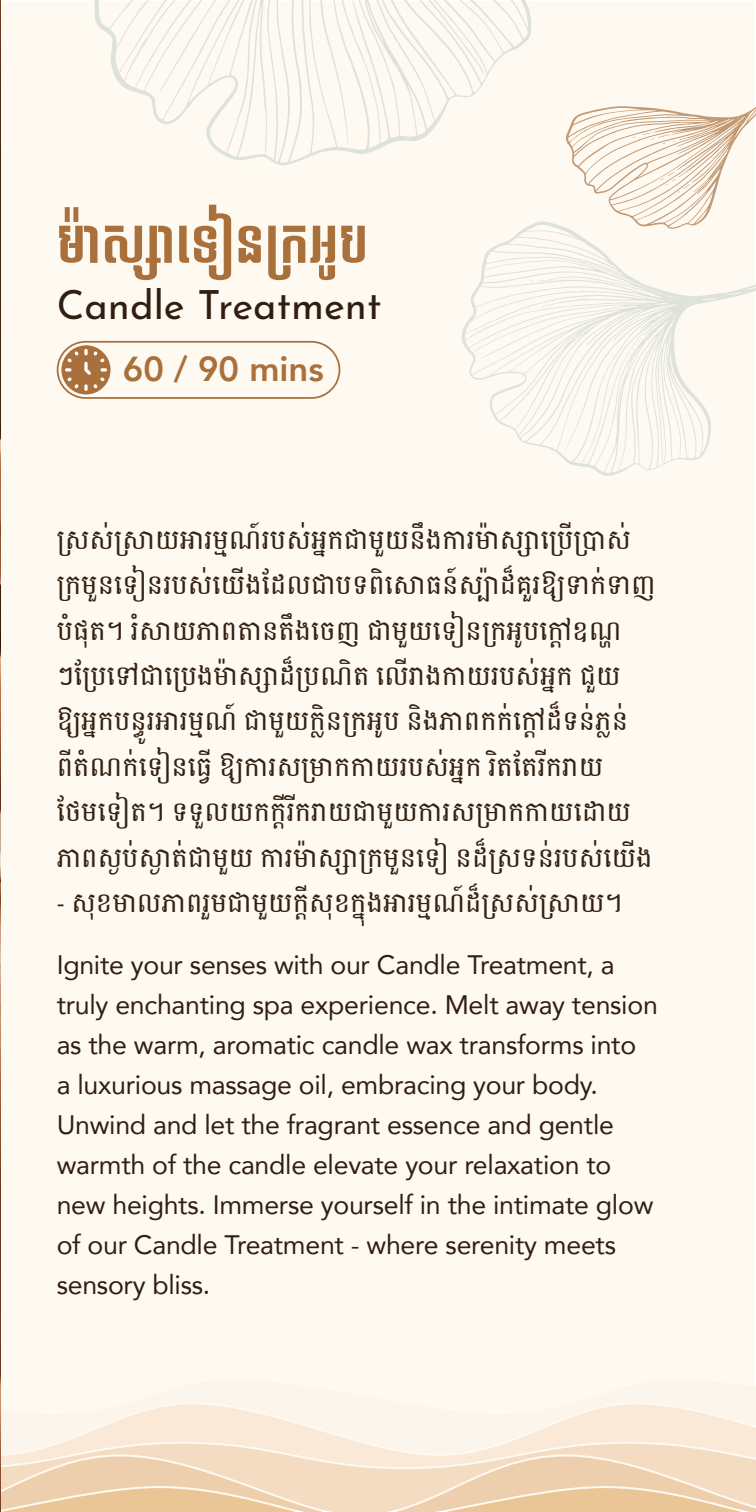 ម៉ាស្សាទៀនក្រអូប
Candle Treatment
60 / 90 mins
ស្រស់ស្រាយអារម្មណ៍របស់អ្នកជាមួយនឹងការម៉ាស្សាប្រើប្រាស់
ក្រមួនទៀនរបស់យើងដែលជាបទពិសោធន៍ស្ប៉ាដ៏គួរឱ្យទាក់ទាញ
បំផុត។ រំសាយភាពតានតឹងចេញ ជាមួយទៀនក្រអូបក្តៅឧណ្ហ
ៗប្រែទៅជាប្រេងម៉ាស្សាដ៏ប្រណិត លើរាងកាយរបស់អ្នក ជួយ
ឱ្យអ្នកបន្ធូរអារម្មណ៍ ជាមួយក្លិនក្រអូប និងភាពកក់ក្តៅដ៏ទន់ភ្លន់
ពីតំណក់ទៀនធ្វើ ឱ្យការសម្រាកកាយរបស់អ្នក រិតតែរីករាយ
ថែមទៀត។ ទទួលយកក្តីរីករាយជាមួយការសម្រាកកាយដោយ
ភាពស្ងប់ស្ងាត់ជាមួយ ការម៉ាស្សាក្រមួនទៀ នដ៏ស្រទន់របស់យើង
- សុខមាលភាពរួមជាមួយក្តីសុខក្នុងអារម្មណ៍ដ៏ស្រស់ស្រាយ។
Ignite your senses with our Candle Treatment, a
truly enchanting spa experience. Melt away tension
as the warm, aromatic candle wax transforms into
a luxurious massage oil, embracing your body.
Unwind and let the fragrant essence and gentle
warmth of the candle elevate your relaxation to
new heights. Immerse yourself in the intimate glow
of our Candle Treatment - where serenity meets
sensory bliss.